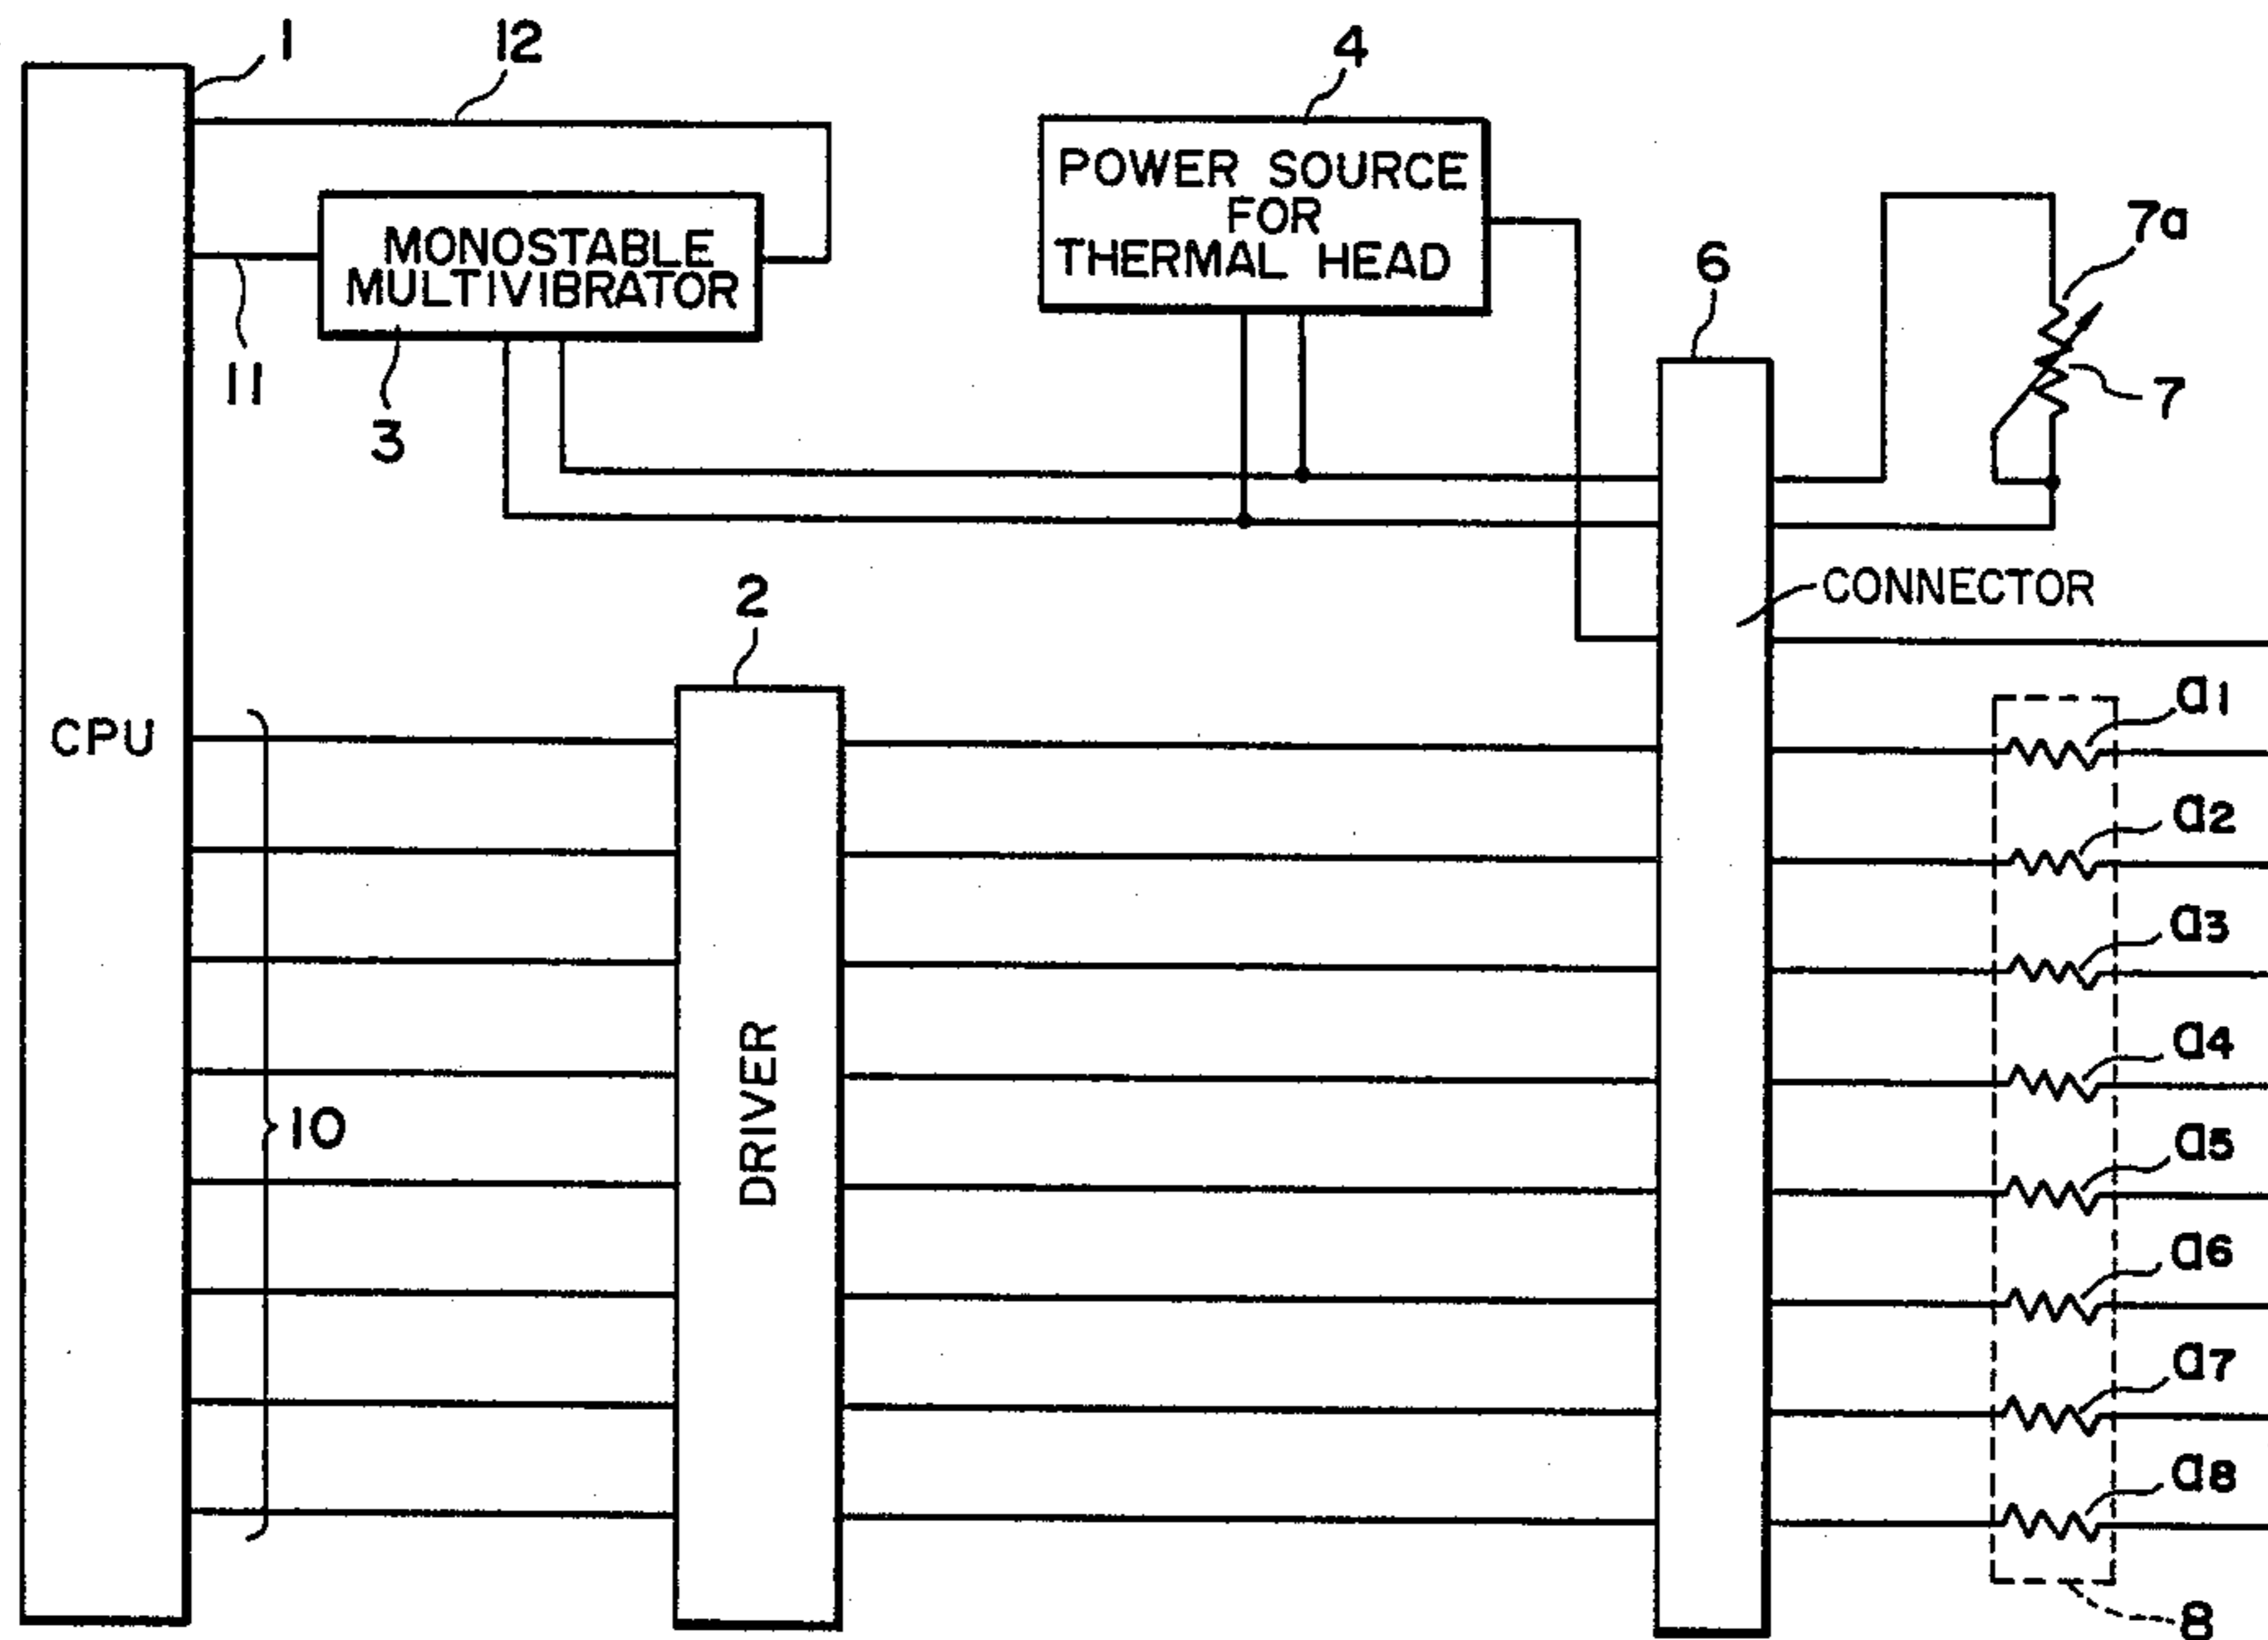 1
12
4
POWER SOURCE
FOR
THERMAL HEAD
MONOSTABLE
MULTIVIBRATOR
7a
6
11
3
7
CONNECTOR
2
CPU
a1
a2
a3
a4
DRIVER
10
a5
a6
a7
a8
8